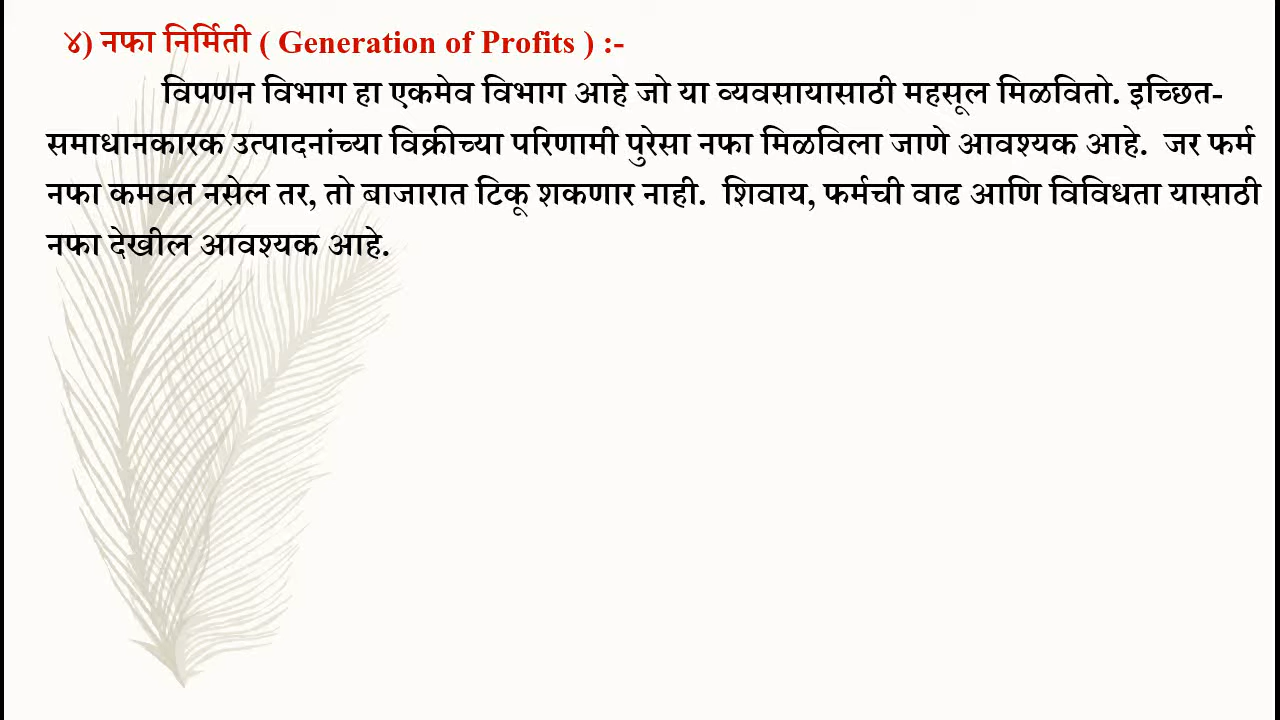 ४) नफा निर्मिती ( Generation of Profits ) :-
विपणन विभाग हा एकमेव विभाग आहे जो या व्यवसायासाठी महसूल मिळवितो. इच्छित-
समाधानकारक उत्पादनांच्या विक्रीच्या परिणामी पुरेसा नफा मिळविला जाणे आवश्यक आहे. जर फर्म
नफा कमवत नसेल तर, तो बाजारात टिकू शकणार नाही. शिवाय, फर्मची वाढ आणि विविधता यासाठी
नफा देखील आवश्यक आहे.